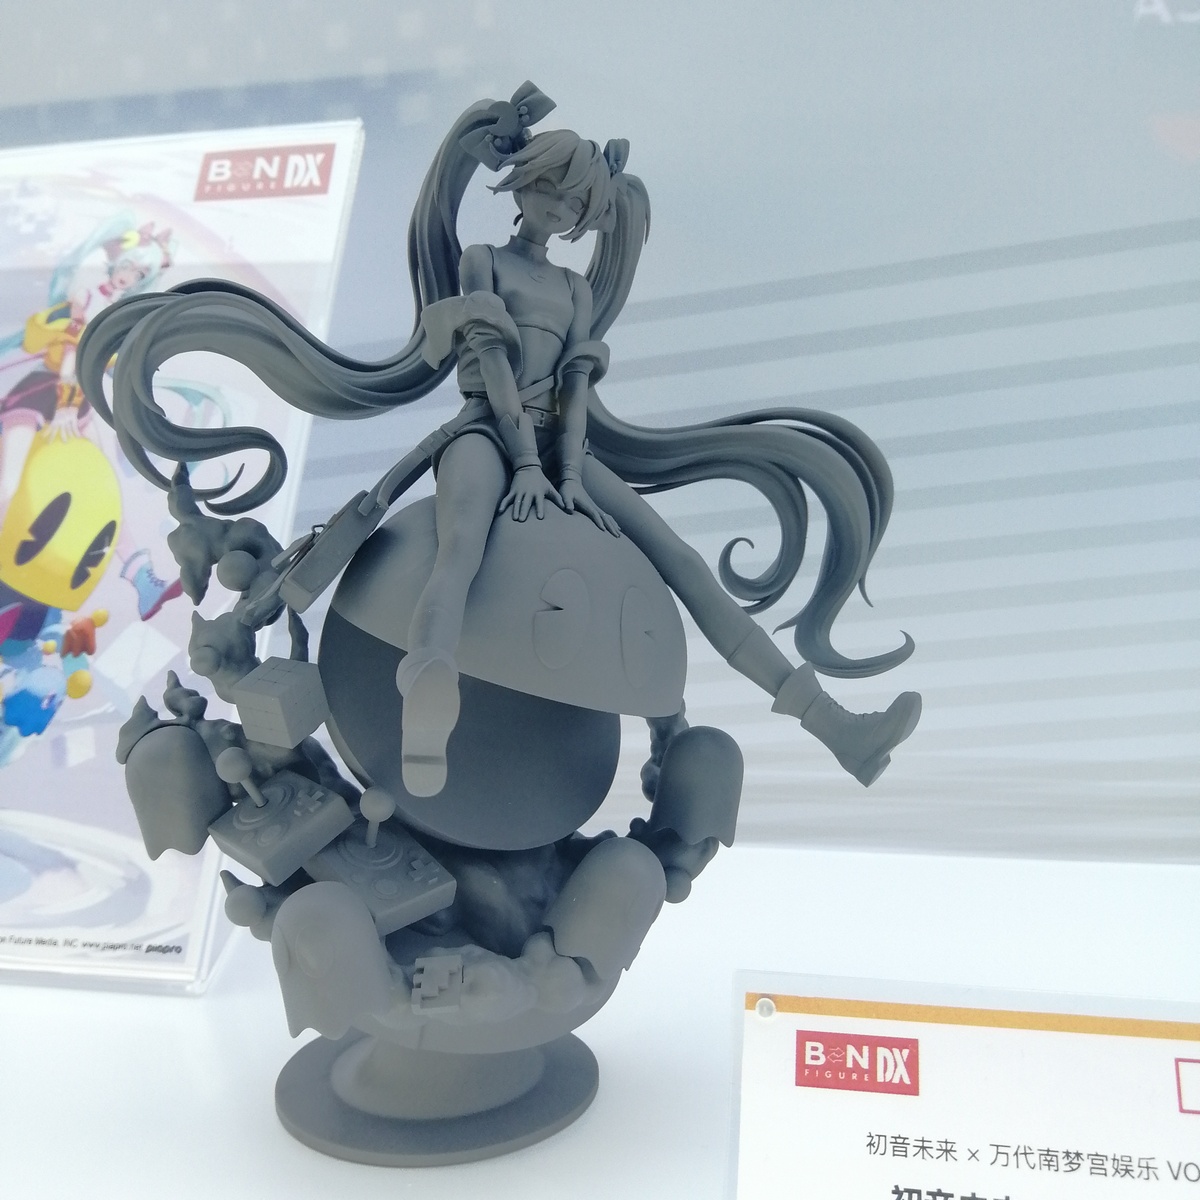 B N DX
FIGURE
on Future Media, INC. www.piapro.net piapro
B N DX
FIGURE
初音未来 × 万代南梦宫娱乐 VO